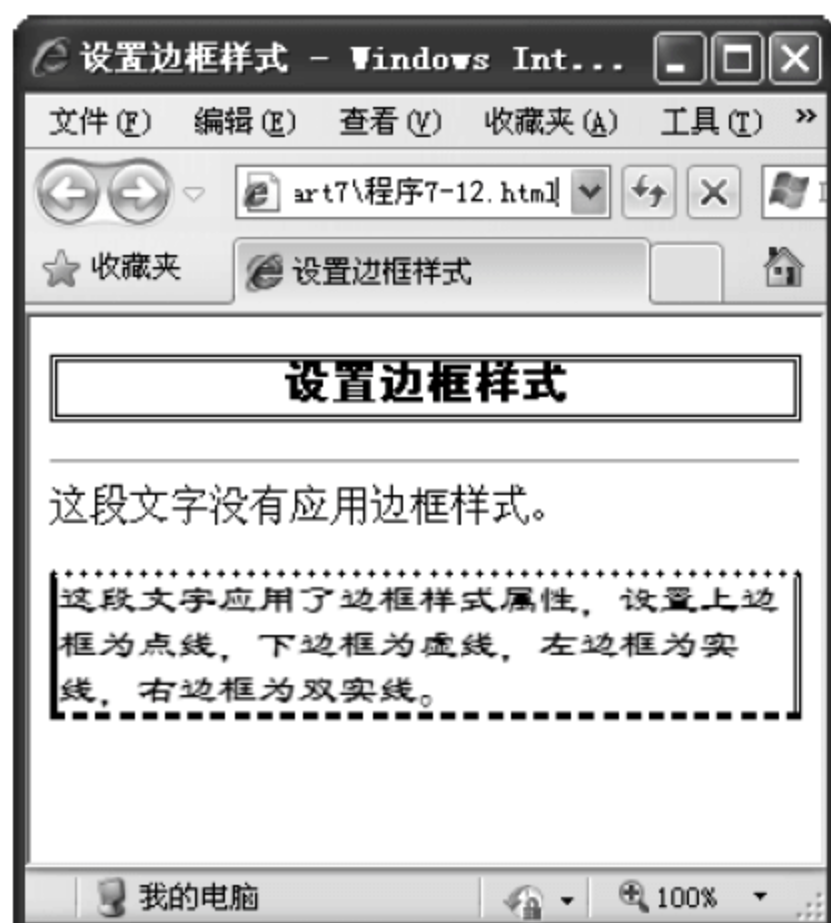 设置边框样式 - Windows Int...
文件(F) 编辑(E) 查看(V) 收藏夹(A) 工具(T) »
art7\程序7-12.html
收藏夹 设置边框样式
设置边框样式
这段文字没有应用边框样式。
这段文字应用了边框样式属性，设置上边
框为点线，下边框为虚线，左边框为实
线，右边框为双实线。
我的电脑 100%